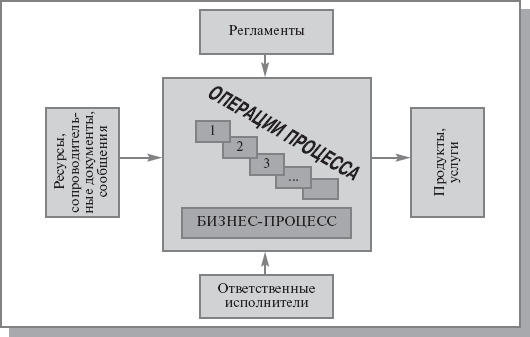 Регламенты
Ресурсы,
сопроводитель-
ные документы,
сообщения
ОПЕРАЦИИ ПРОЦЕССА
1
2
3
...
БИЗНЕС-ПРОЦЕСС
Продукты,
услуги
Ответственные
исполнители